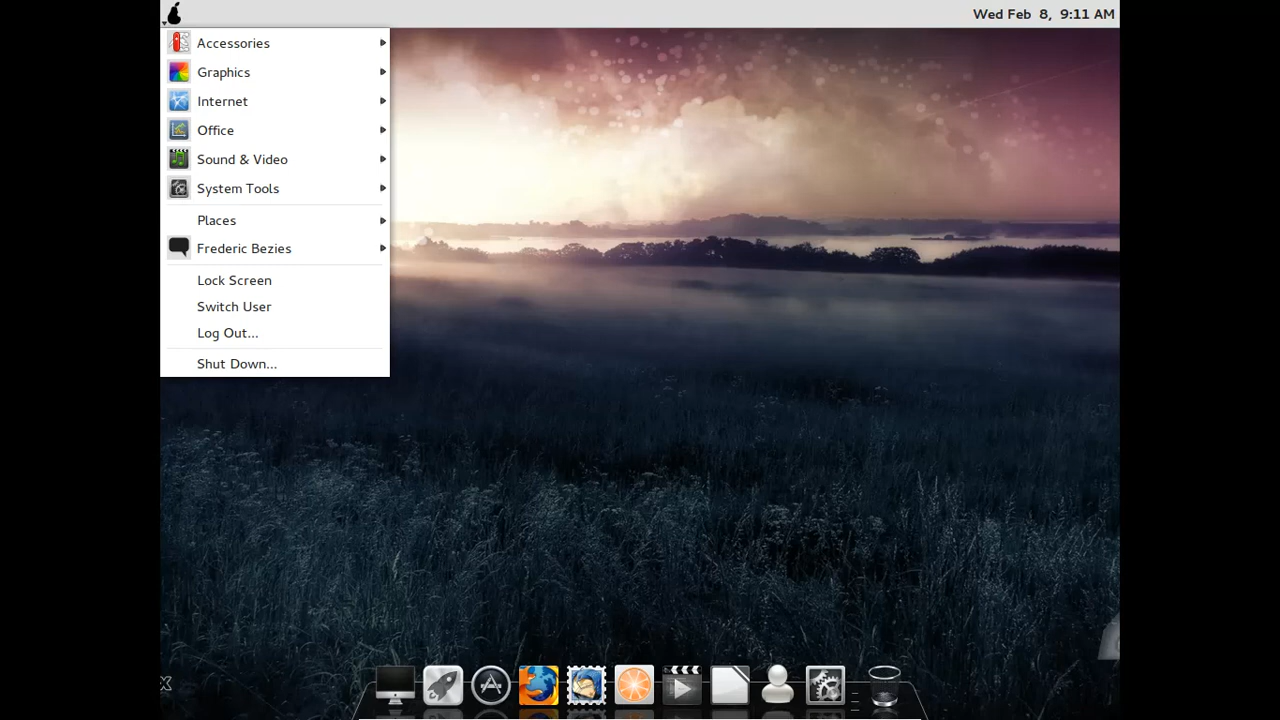 Wed Feb 8, 9:11 AM
Accessories
Graphics
Internet
Office
Sound & Video
System Tools
Places
Frederic Bezies
Lock Screen
Switch User
Log Out...
Shut Down...